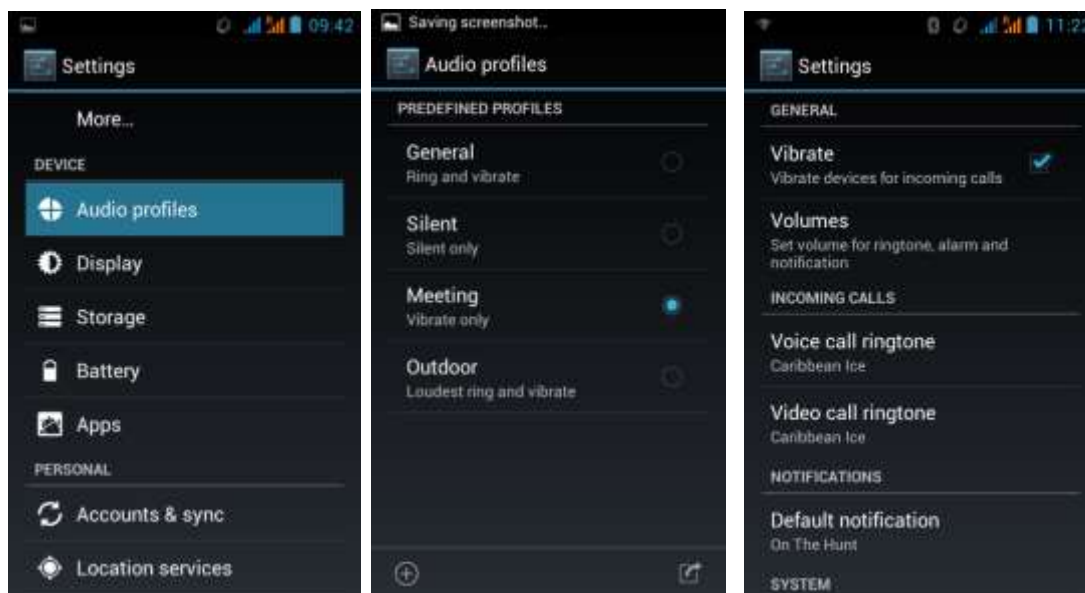 09:42
Settings
More...
DEVICE
Audio profiles
Display
Storage
Battery
Apps
PERSONAL
Accounts & sync
Location services
Saving screenshot..
Audio profiles
PREDEFINED PROFILES
General
Ring and vibrate
Silent
Silent only
Meeting
Vibrate only
Outdoor
Loudest ring and vibrate
Settings
GENERAL
Vibrate
Vibrate devices for incoming calls
Volumes
Set volume for ringtone, alarm and
notification
INCOMING CALLS
Voice call ringtone
Caribbean Ice
Video call ringtone
Caribbean Ice
NOTIFICATIONS
Default notification
On The Hunt
SYSTEM